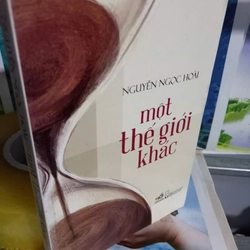 NGUYỄN NGỌC HOÀI
một
thế giới
khác